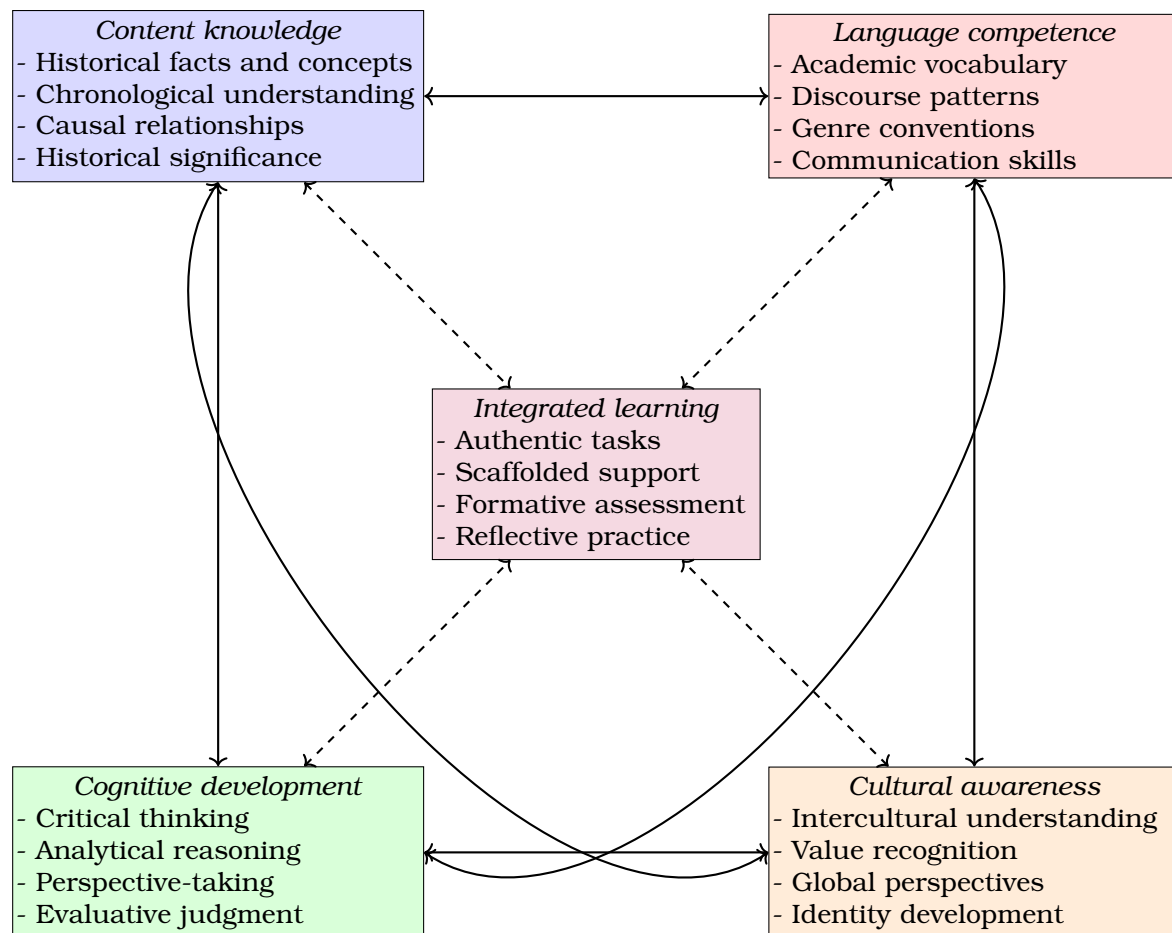 Content knowledge
- Historical facts and concepts
- Chronological understanding
- Causal relationships
- Historical significance
Language competence
- Academic vocabulary
- Discourse patterns
- Genre conventions
- Communication skills
Integrated learning
- Authentic tasks
- Scaffolded support
- Formative assessment
- Reflective practice
Cognitive development
- Critical thinking
- Analytical reasoning
- Perspective-taking
- Evaluative judgment
Cultural awareness
- Intercultural understanding
- Value recognition
- Global perspectives
- Identity development